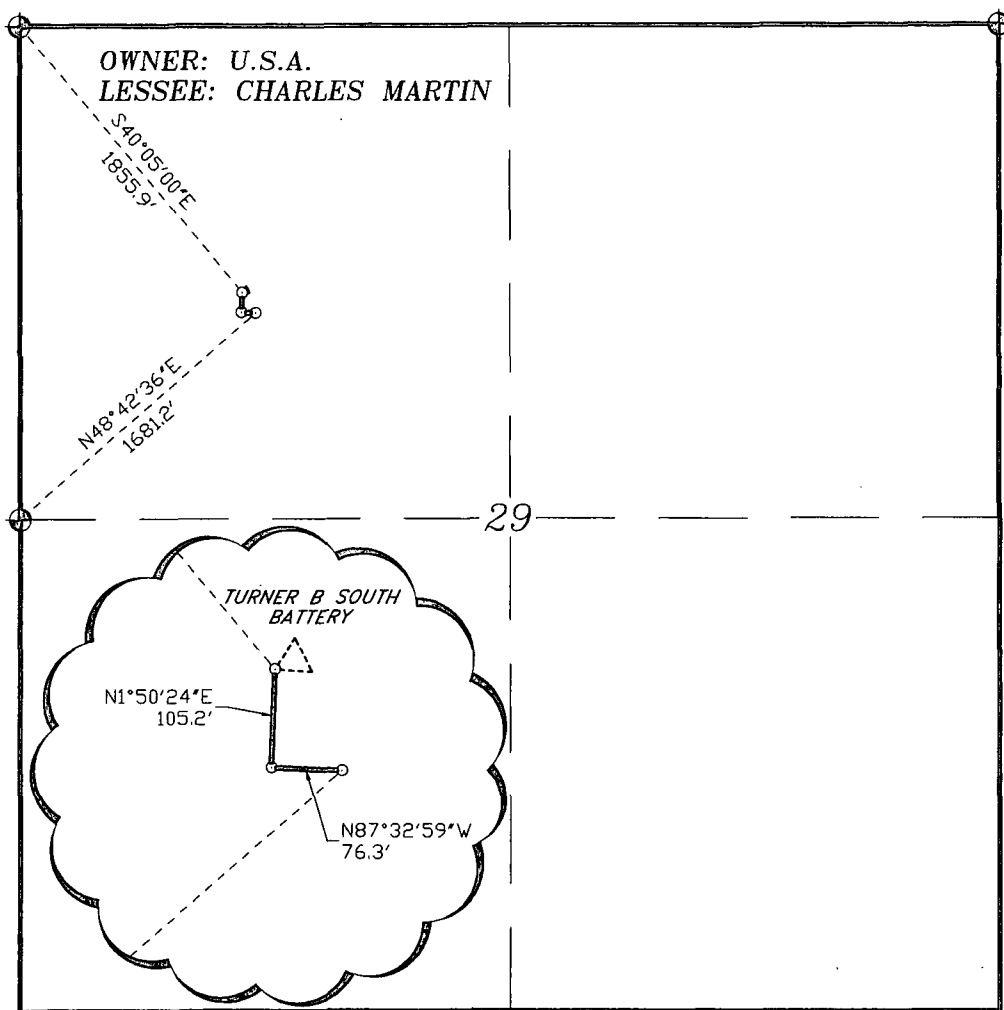 OWNER: U.S.A.
LESSEE: CHARLES MARTIN
S40°05'00"E
1855.9'
N48°42'36"E
1681.2'
29
TURNER B SOUTH
BATTERY
N1°50'24"E
105.2'
N87°32'59"W
76.3'